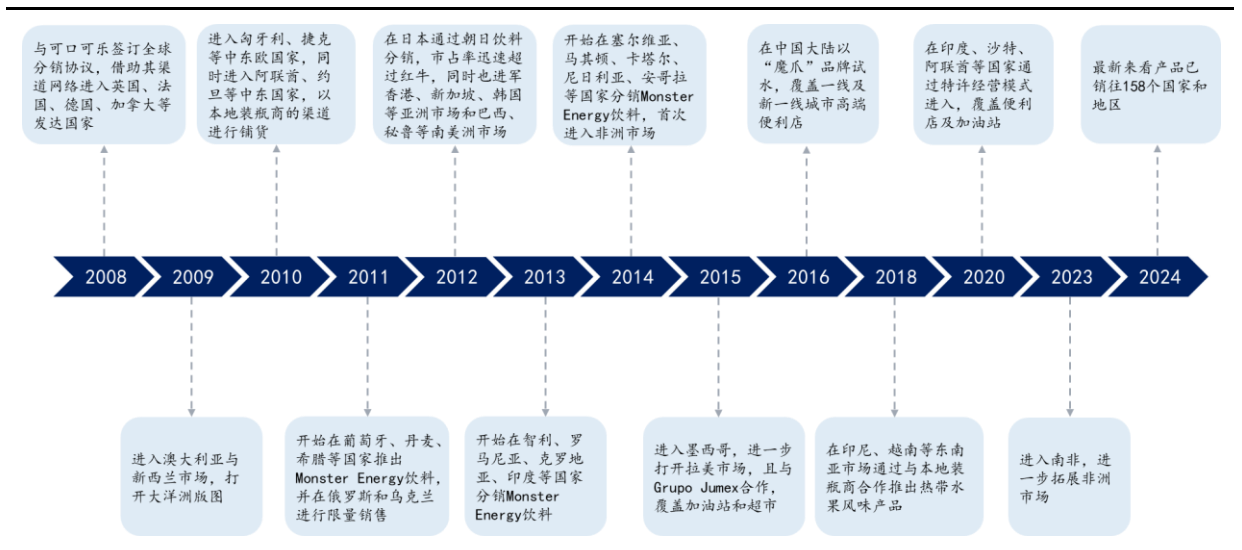 与可口可乐签订全球
分销协议，借助其渠
道网络进入英国、法
国、德国、加拿大等
发达国家
进入匈牙利、捷克
等中东欧国家，同
时进入阿联酋、约
旦等中东国家，以
本地装瓶商的渠道
进行铺货
在日本通过朝日饮料
分销，市占率迅速超
过红牛，同时也进军
香港、新加坡、韩国
等亚洲市场和巴西、
秘鲁等南美洲市场
开始在塞尔维亚、
马其顿、卡塔尔、
尼日利亚、安哥拉
等国家分销Monster
Energy饮料，首次
进入非洲市场
在中国大陆以
“魔爪”品牌试
水，覆盖一线及
新一线城市高端
便利店
在印度、沙特、
阿联酋等国家通
过特许经营模式
进入，覆盖便利
店及加油站
最新来看产品已
销往158个国家和
地区
2008 2009 2010 2011 2012 2013 2014 2015 2016 2018 2020 2023 2024
进入澳大利亚与
新西兰市场，打
开大洋洲版图
开始在葡萄牙、丹麦、
希腊等国家推出
Monster Energy饮料，
并在俄罗斯和乌克兰
进行限量销售
开始在智利、罗
马尼亚、克罗地
亚、印度等国家
分销Monster
Energy饮料
进入墨西哥，进一步
打开拉美市场，且与
Grupo Jumex合作，
覆盖加油站和超市
在印尼、越南等东南
亚市场通过与本地装
瓶商合作推出热带水
果风味产品
进入南非，进
一步拓展非洲
市场